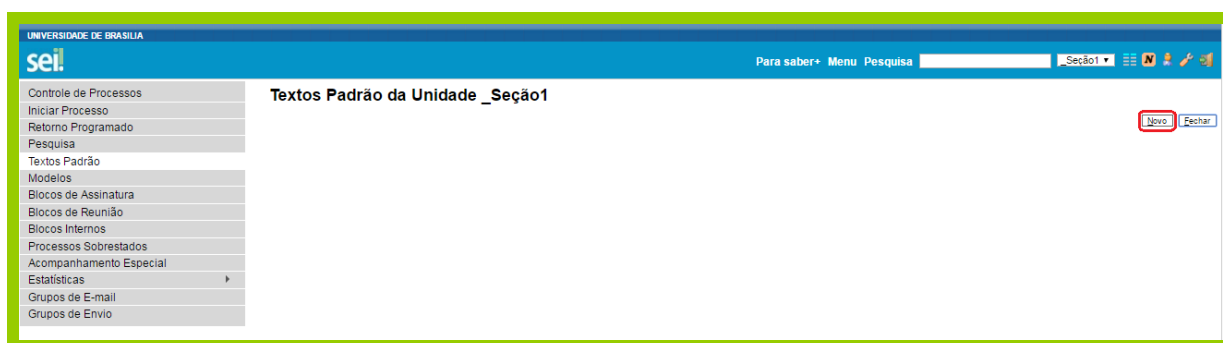 UNIVERSIDADE DE BRASILIA
sei!
Para saber+ Menu Pesquisa _Seção1 N
Controle de Processos
Iniciar Processo
Retorno Programado
Pesquisa
Textos Padrão
Modelos
Blocos de Assinatura
Blocos de Reunião
Blocos Internos
Processos Sobrestados
Acompanhamento Especial
Estatísticas
Grupos de E-mail
Grupos de Envio
Textos Padrão da Unidade _Seção1
Novo Fechar